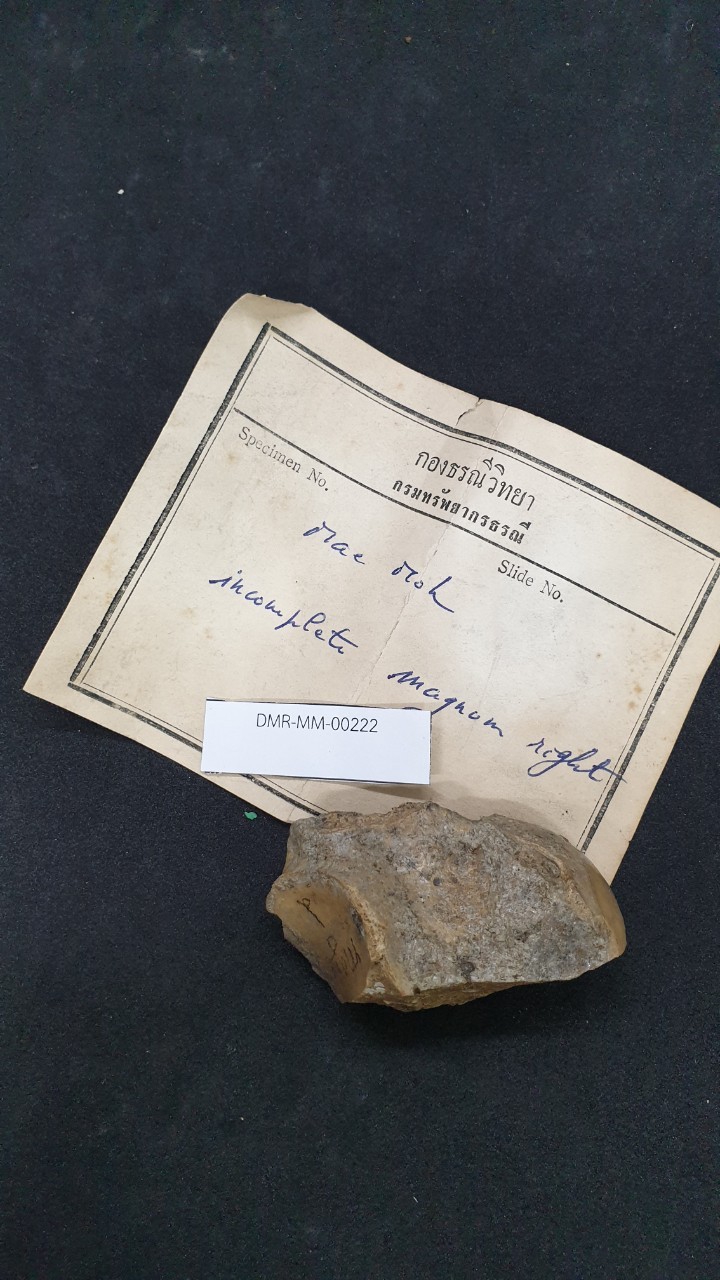 กองธรณีวิทยา
กรมทรัพยากรธรณี
Specimen No.
Slide No.
Mae Moh
incomplete magnum right
DMR-MM-00222